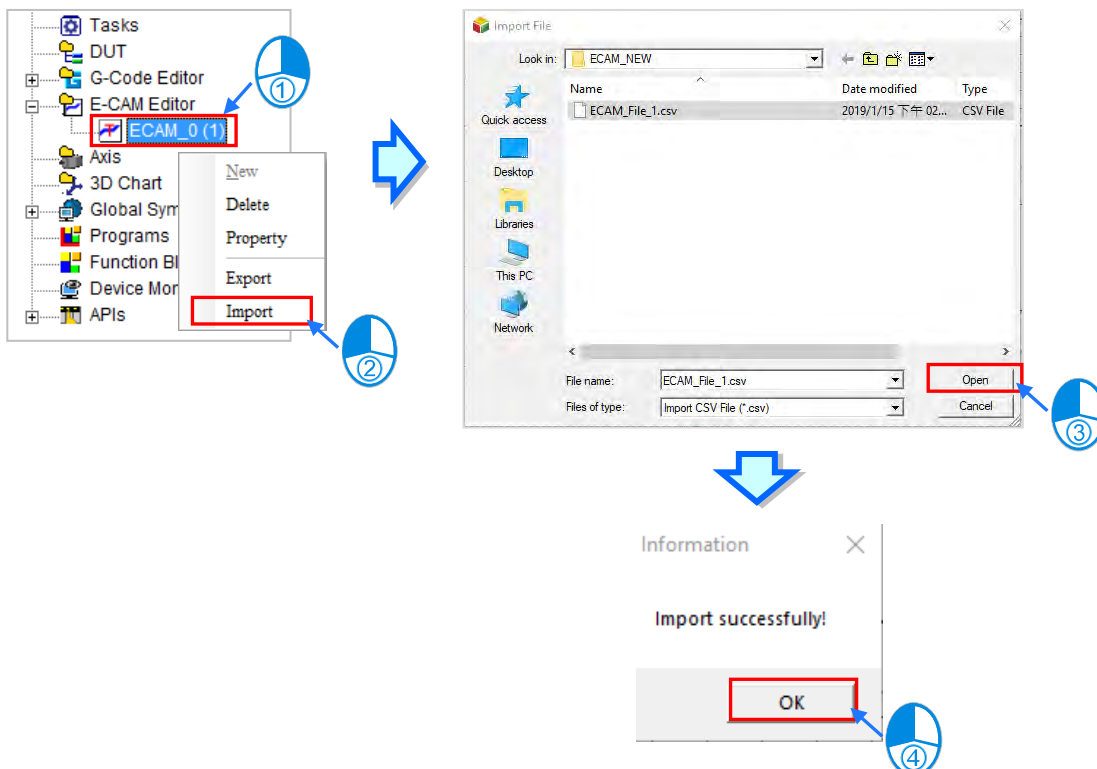 Tasks
DUT
G-Code Editor
E-CAM Editor
①
ECAM_0 (1)
Axis
3D Chart
Global Sym
Programs
Function Bl
Device Mor
APIs
New
Delete
Property
Export
Import
②
Import File
Look in: ECAM_NEW
Name Date modified Type
ECAM_File_1.csv 2019/1/15 下午 02... CSV File
Quick access
Desktop
Libraries
This PC
Network
File name: ECAM_File_1.csv Open
Files of type: Import CSV File (*.csv) Cancel
③
Information
Import successfully!
OK
④